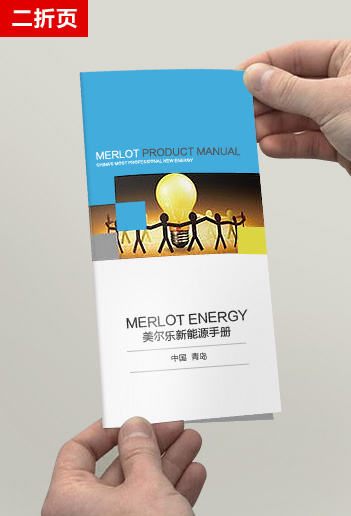 二折页
MERLOT PRODUCT MANUAL
CHINA'S MOST PROFESSIONAL NEW ENERGY
MERLOT ENERGY
美尔乐新能源手册
中国 青岛